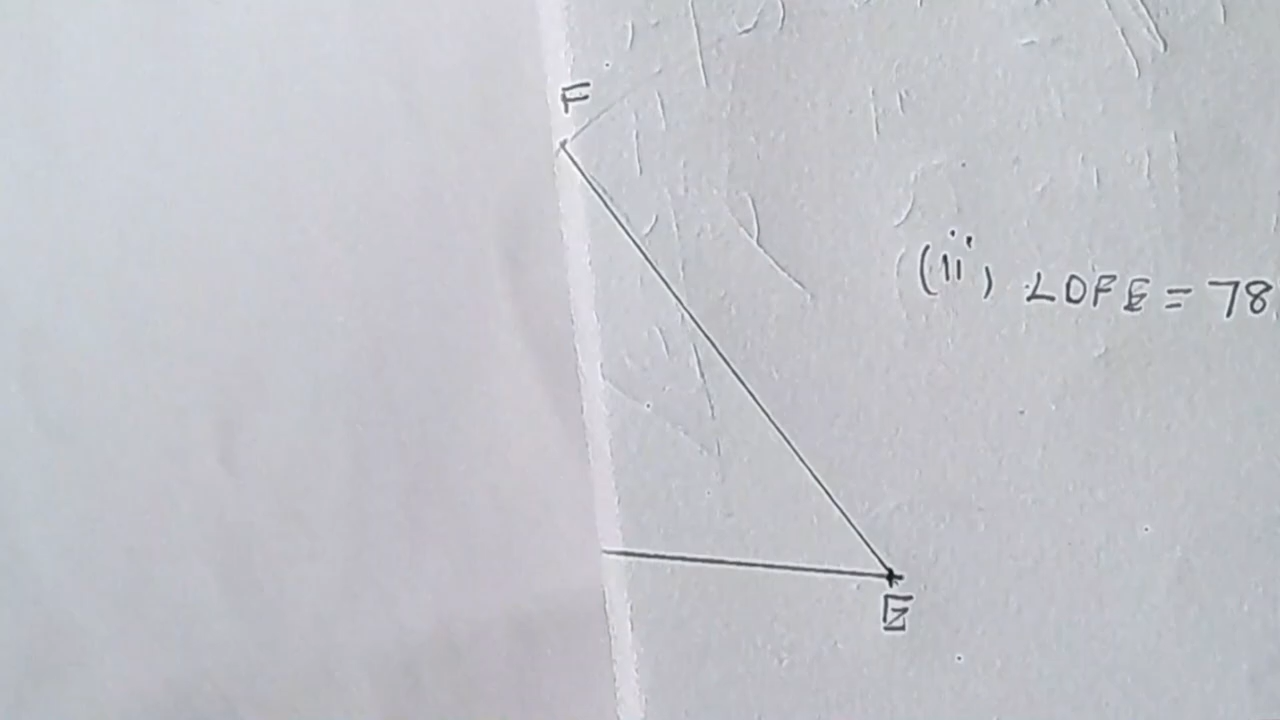 F
(ii) ∠DFE = 78
E